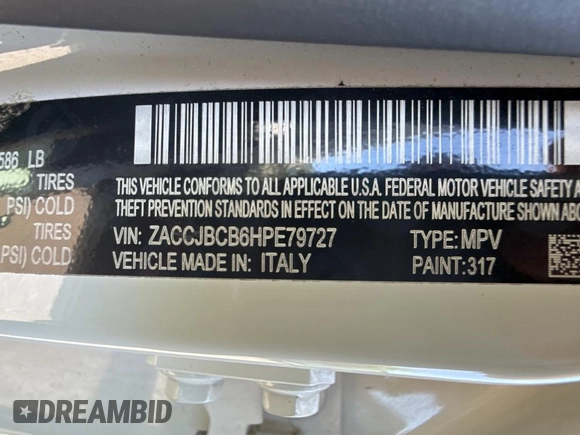 586 LB
TIRES
PSI) COLD
TIRES
PSI) COLD
THIS VEHICLE CONFORMS TO ALL APPLICABLE U.S.A. FEDERAL MOTOR VEHICLE SAFETY
THEFT PREVENTION STANDARDS IN EFFECT ON THE DATE OF MANUFACTURE SHOWN
VIN: ZACCJBCB6HPE79727 TYPE: MPV
VEHICLE MADE IN: ITALY PAINT: 317
DREAMBID